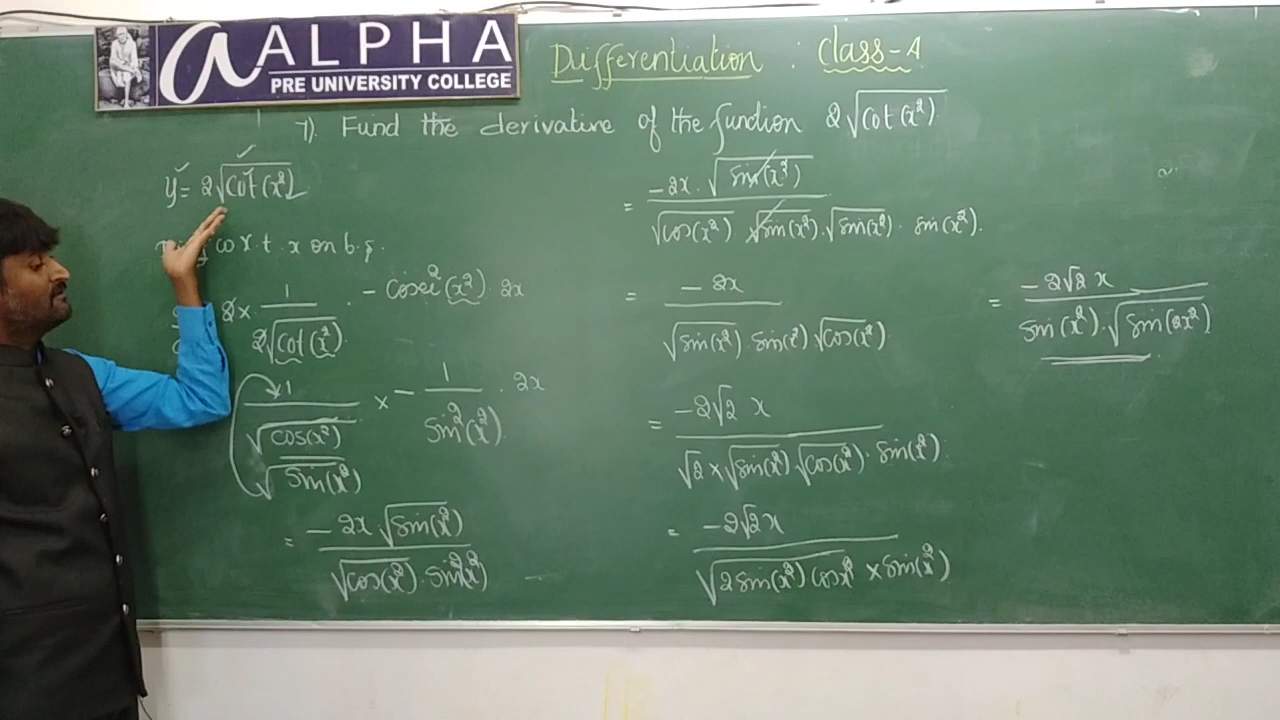 ALPHA
PRE UNIVERSITY COLLEGE
Differentiation : Class-4
7). Find the derivative of the function 2√(cot(x²))
y = 2√(cot(x²))
w.r.t. x on b.s.
2 × 1/(2√(cot(x²))) · -cosec²(x²) · 2x
1/(√(cos(x²))/√(sin(x²))) × - 1/(sin²(x²)) · 2x
= (-2x √(sin(x²)))/(√(cos(x²)) · sin²(x²))
= (-2x · √(sin(x²)))/(√(cos(x²)) √(sin(x²)) · √(sin(x²)) · sin(x²)).
= (-2x)/(√(sin(x²)) · sin(x²) √(cos(x²)))
= (-2√2 x)/(√2 × √(sin(x²)) √(cos(x²)) · sin(x²))
= (-2√2 x)/(√(2 sin(x²) cos x²) × sin(x²))
= (-2√2 x)/(sin(x²) · √(sin(2x²)))